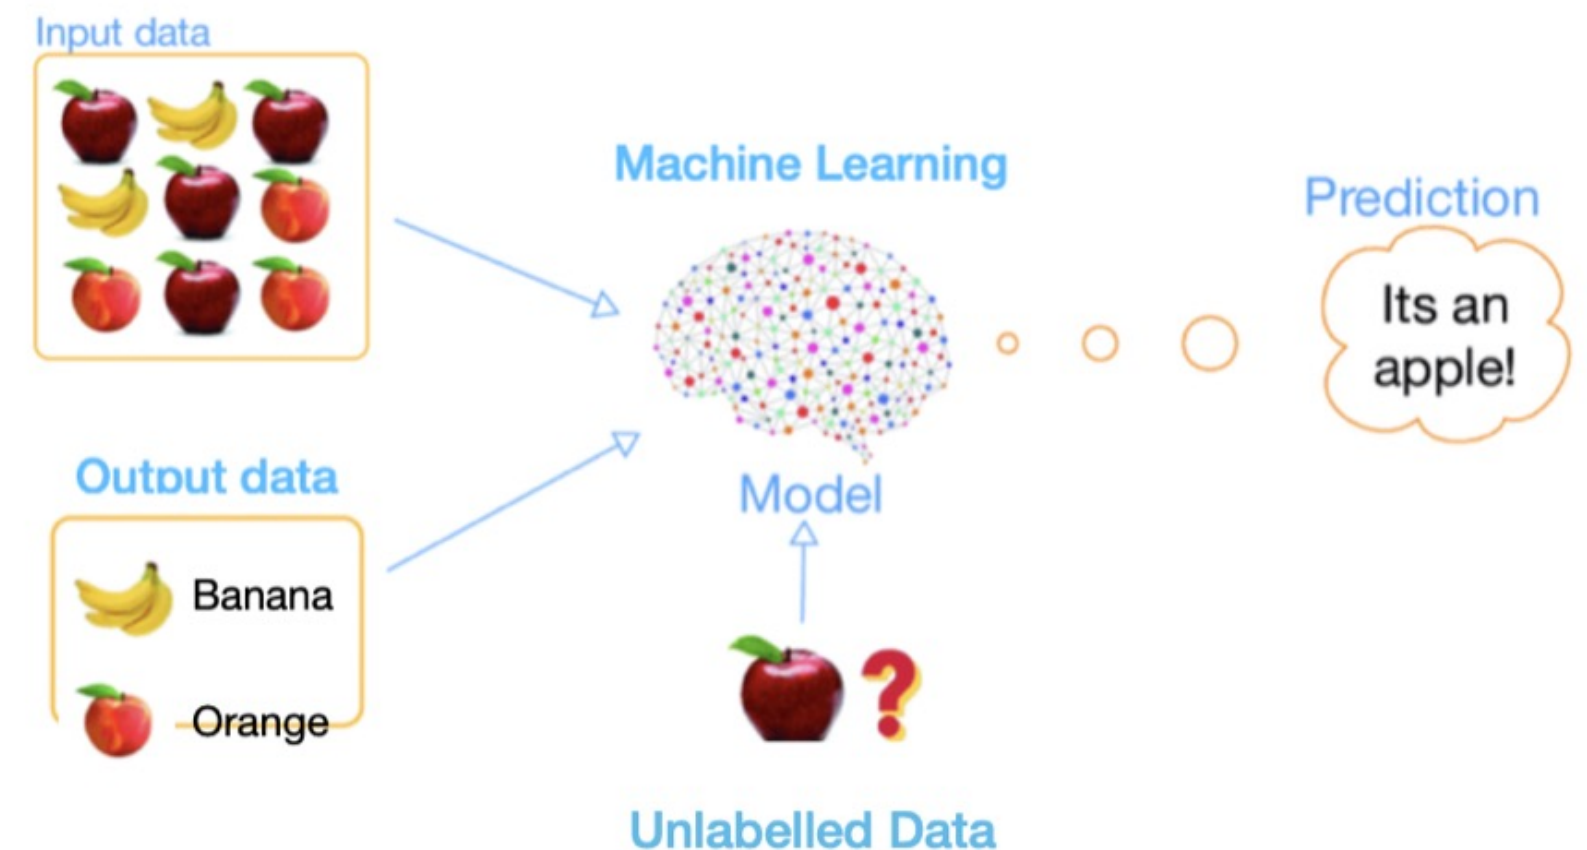 Input data
Machine Learning
Prediction
Its an
apple!
Output data
Model
Banana
Orange
?
Unlabelled Data